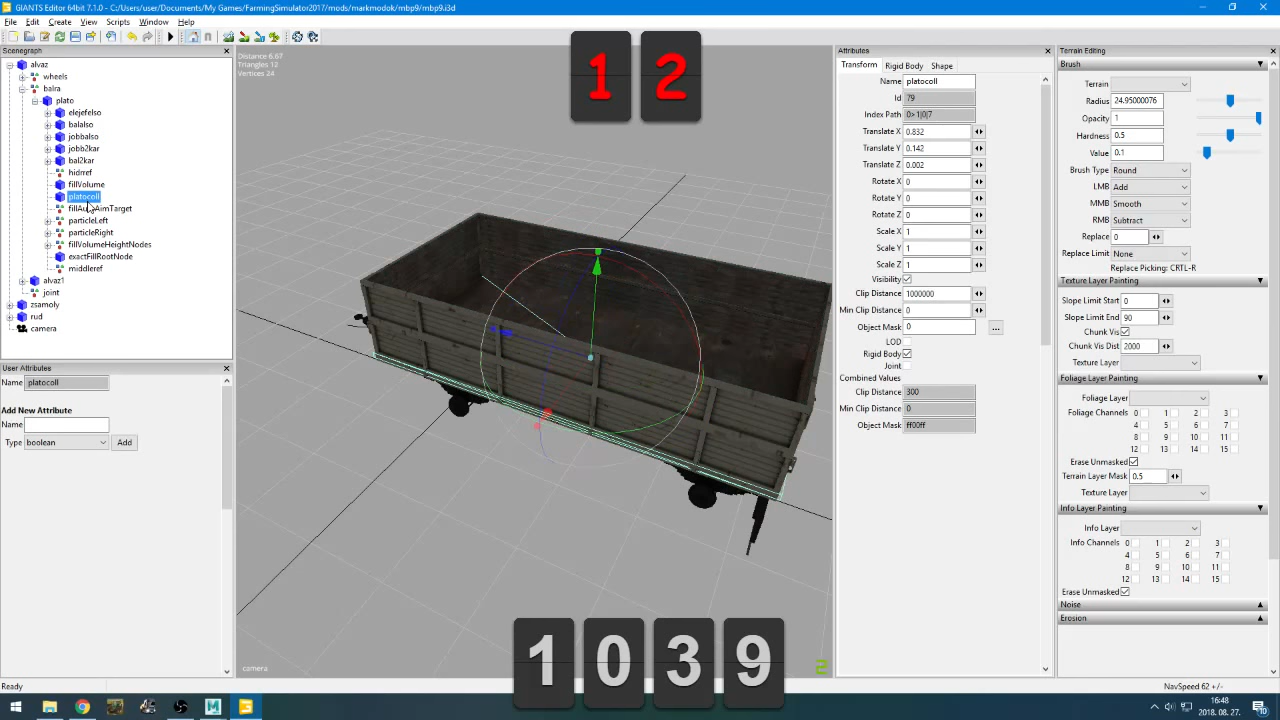 GIANTS Editor 64bit 7.1.0 - C:/Users/user/Documents/My Games/FarmingSimulator2017/mods/markmodok/mbp9/mbp9.i3d
File Edit Create View Scripts Window Help
Scenegraph
alvaz
wheels
balra
plato
elejefelso
balalso
jobbalso
jobb2kar
bal2kar
hidrref
fillVolume
platocoll
fillAutoAimTarget
particleLeft
particleRight
fillVolumeHeightNodes
exactFillRootNode
middleref
alvaz1
joint
zsamoly
rud
camera
User Attributes
Name platocoll
Add New Attribute
Name
Type boolean Add
Distance 6.67
Triangles 12
Vertices 24
1 2
camera
1 0 3 9
2
Attributes
Transform Rigid Body Shape
Name platocoll
Id 79
Index Path 0>1|0|7
Translate X 0.832
Translate Y 0.142
Translate Z 0.002
Rotate X 0
Rotate Y 0
Rotate Z 0
Scale X 1
Scale Y 1
Scale Z 1
Visibility
Clip Distance 1000000
Min Clip Distance 0
Object Mask 0 ...
LOD
Rigid Body
Joint
Combined Values
Clip Distance 300
Min Clip Distance 0
Object Mask ff00ff
Terrain Editing
Brush
Terrain
Radius 24.95000076
Opacity 1
Hardness 0.5
Value 0.1
Brush Type Round
LMB Add
MMB Smooth
RMB Subtract
Replace 0
Replace Limit None
Replace Picking: CRTL-R
Texture Layer Painting
Slope Limit Start 0
Slope Limit End 90
Chunk Vis
Chunk Vis Dist 2000
Texture Layer
Foliage Layer Painting
Foliage Layer
Foliage Channels 0 1 2 3
4 5 6 7
8 9 10 11
12 13 14 15
Erase Unmasked
Terrain Layer Mask 0.5
Texture Layer
Info Layer Painting
Info Layer
Info Channels 0 1 2 3
4 5 6 7
8 9 10 11
12 13 14 15
Erase Unmasked
Noise
Erosion
Ready
NavSpeed 62 +/-
16:48
2018. 08. 27.